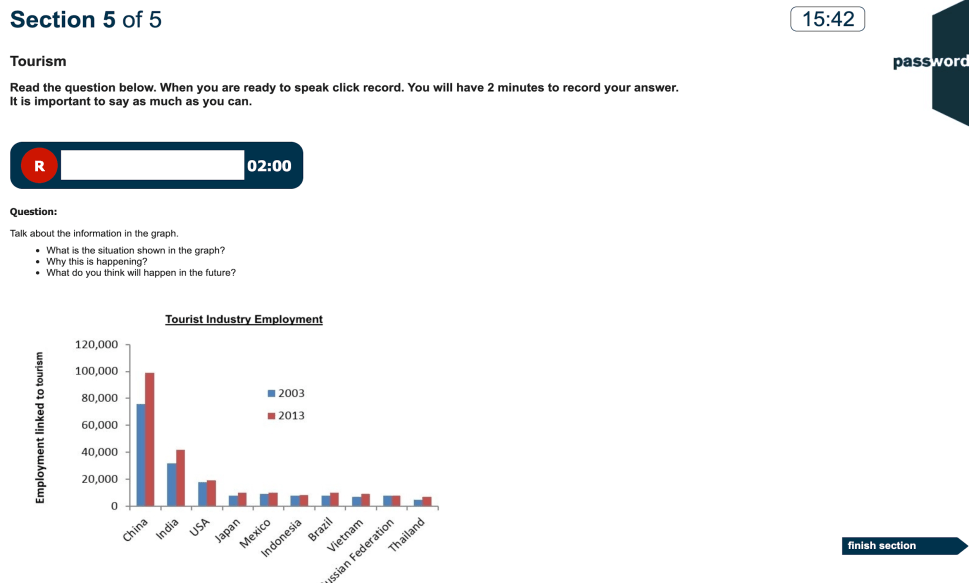 Section 5 of 5
15:42
password
Tourism
Read the question below. When you are ready to speak click record. You will have 2 minutes to record your answer.
It is important to say as much as you can.
R
02:00
Question:
Talk about the information in the graph.
• What is the situation shown in the graph?
• Why this is happening?
• What do you think will happen in the future?
Tourist Industry Employment
Employment linked to tourism
120,000
100,000
80,000
60,000
40,000
20,000
0
2003
2013
China
India
USA
Japan
Mexico
Indonesia
Brazil
Vietnam
ussian Federation
Thailand
finish section